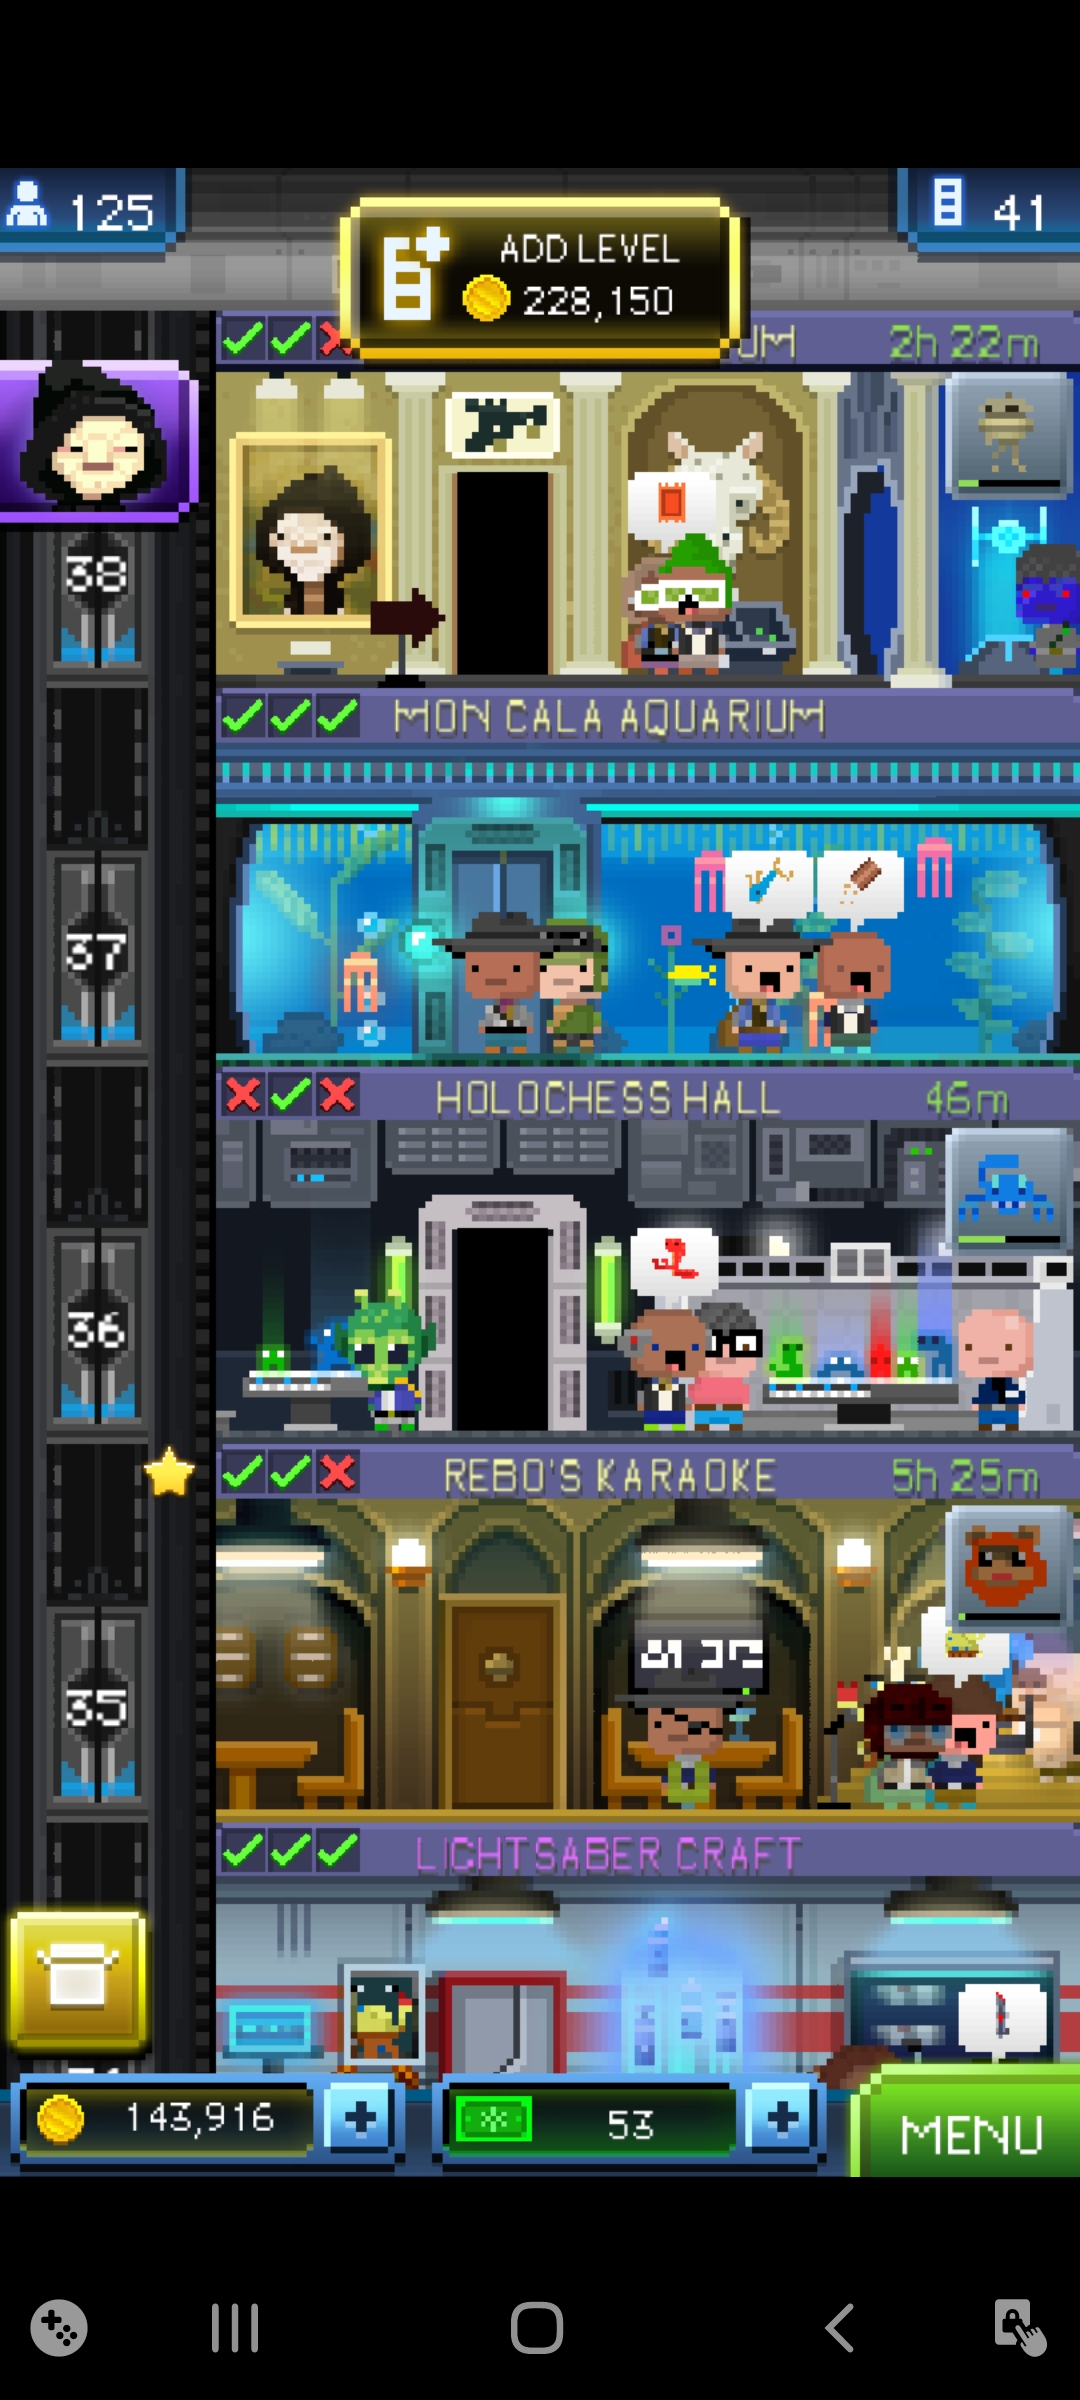 125
ADD LEVEL
228,150
41
UM 2h 22m
38
MON CALA AQUARIUM
37
HOLOCHESS HALL 46m
36
REBO'S KARAOKE 5h 25m
35
LIGHTSABER CRAFT
143,916
53
MENU